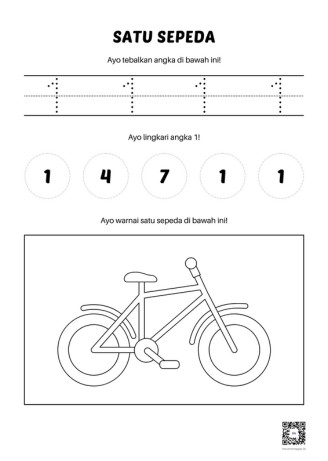 SATU SEPEDA
Ayo tebalkan angka di bawah ini!
1 1 1 1
Ayo lingkari angka 1!
1 4 7 1 1
Ayo warnai satu sepeda di bawah ini!